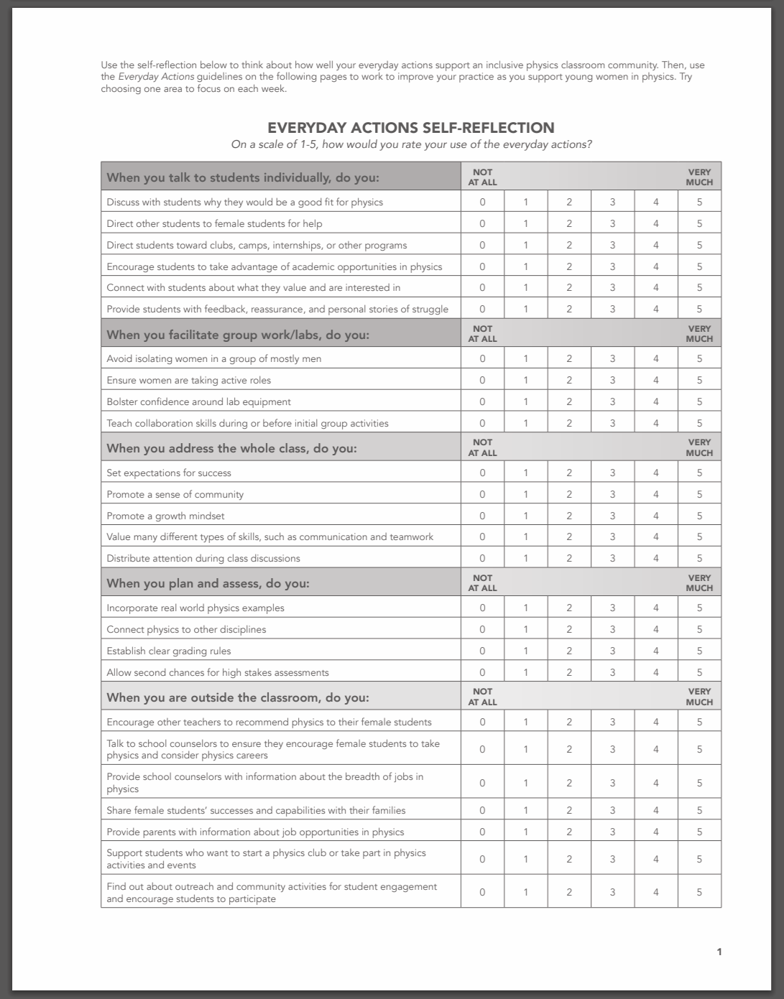 Use the self-reflection below to think about how well your everyday actions support an inclusive physics classroom community. Then, use
the Everyday Actions guidelines on the following pages to work to improve your practice as you support young women in physics. Try
choosing one area to focus on each week.
EVERYDAY ACTIONS SELF-REFLECTION
On a scale of 1-5, how would you rate your use of the everyday actions?
When you talk to students individually, do you: NOT AT ALL VERY MUCH
Discuss with students why they would be a good fit for physics 0 1 2 3 4 5
Direct other students to female students for help 0 1 2 3 4 5
Direct students toward clubs, camps, internships, or other programs 0 1 2 3 4 5
Encourage students to take advantage of academic opportunities in physics 0 1 2 3 4 5
Connect with students about what they value and are interested in 0 1 2 3 4 5
Provide students with feedback, reassurance, and personal stories of struggle 0 1 2 3 4 5
When you facilitate group work/labs, do you: NOT AT ALL VERY MUCH
Avoid isolating women in a group of mostly men 0 1 2 3 4 5
Ensure women are taking active roles 0 1 2 3 4 5
Bolster confidence around lab equipment 0 1 2 3 4 5
Teach collaboration skills during or before initial group activities 0 1 2 3 4 5
When you address the whole class, do you: NOT AT ALL VERY MUCH
Set expectations for success 0 1 2 3 4 5
Promote a sense of community 0 1 2 3 4 5
Promote a growth mindset 0 1 2 3 4 5
Value many different types of skills, such as communication and teamwork 0 1 2 3 4 5
Distribute attention during class discussions 0 1 2 3 4 5
When you plan and assess, do you: NOT AT ALL VERY MUCH
Incorporate real world physics examples 0 1 2 3 4 5
Connect physics to other disciplines 0 1 2 3 4 5
Establish clear grading rules 0 1 2 3 4 5
Allow second chances for high stakes assessments 0 1 2 3 4 5
When you are outside the classroom, do you: NOT AT ALL VERY MUCH
Encourage other teachers to recommend physics to their female students 0 1 2 3 4 5
Talk to school counselors to ensure they encourage female students to take
physics and consider physics careers 0 1 2 3 4 5
Provide school counselors with information about the breadth of jobs in
physics 0 1 2 3 4 5
Share female students' successes and capabilities with their families 0 1 2 3 4 5
Provide parents with information about job opportunities in physics 0 1 2 3 4 5
Support students who want to start a physics club or take part in physics
activities and events 0 1 2 3 4 5
Find out about outreach and community activities for student engagement
and encourage students to participate 0 1 2 3 4 5
1